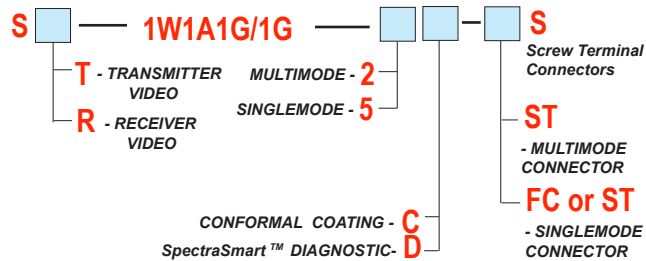 S — 1W1A1G/1G — – S
Screw Terminal
Connectors
T - TRANSMITTER
VIDEO
R - RECEIVER
VIDEO
MULTIMODE - 2
SINGLEMODE - 5
ST
- MULTIMODE
CONNECTOR
FC or ST
- SINGLEMODE
CONNECTOR
CONFORMAL COATING - C
SpectraSmart ™ DIAGNOSTIC- D